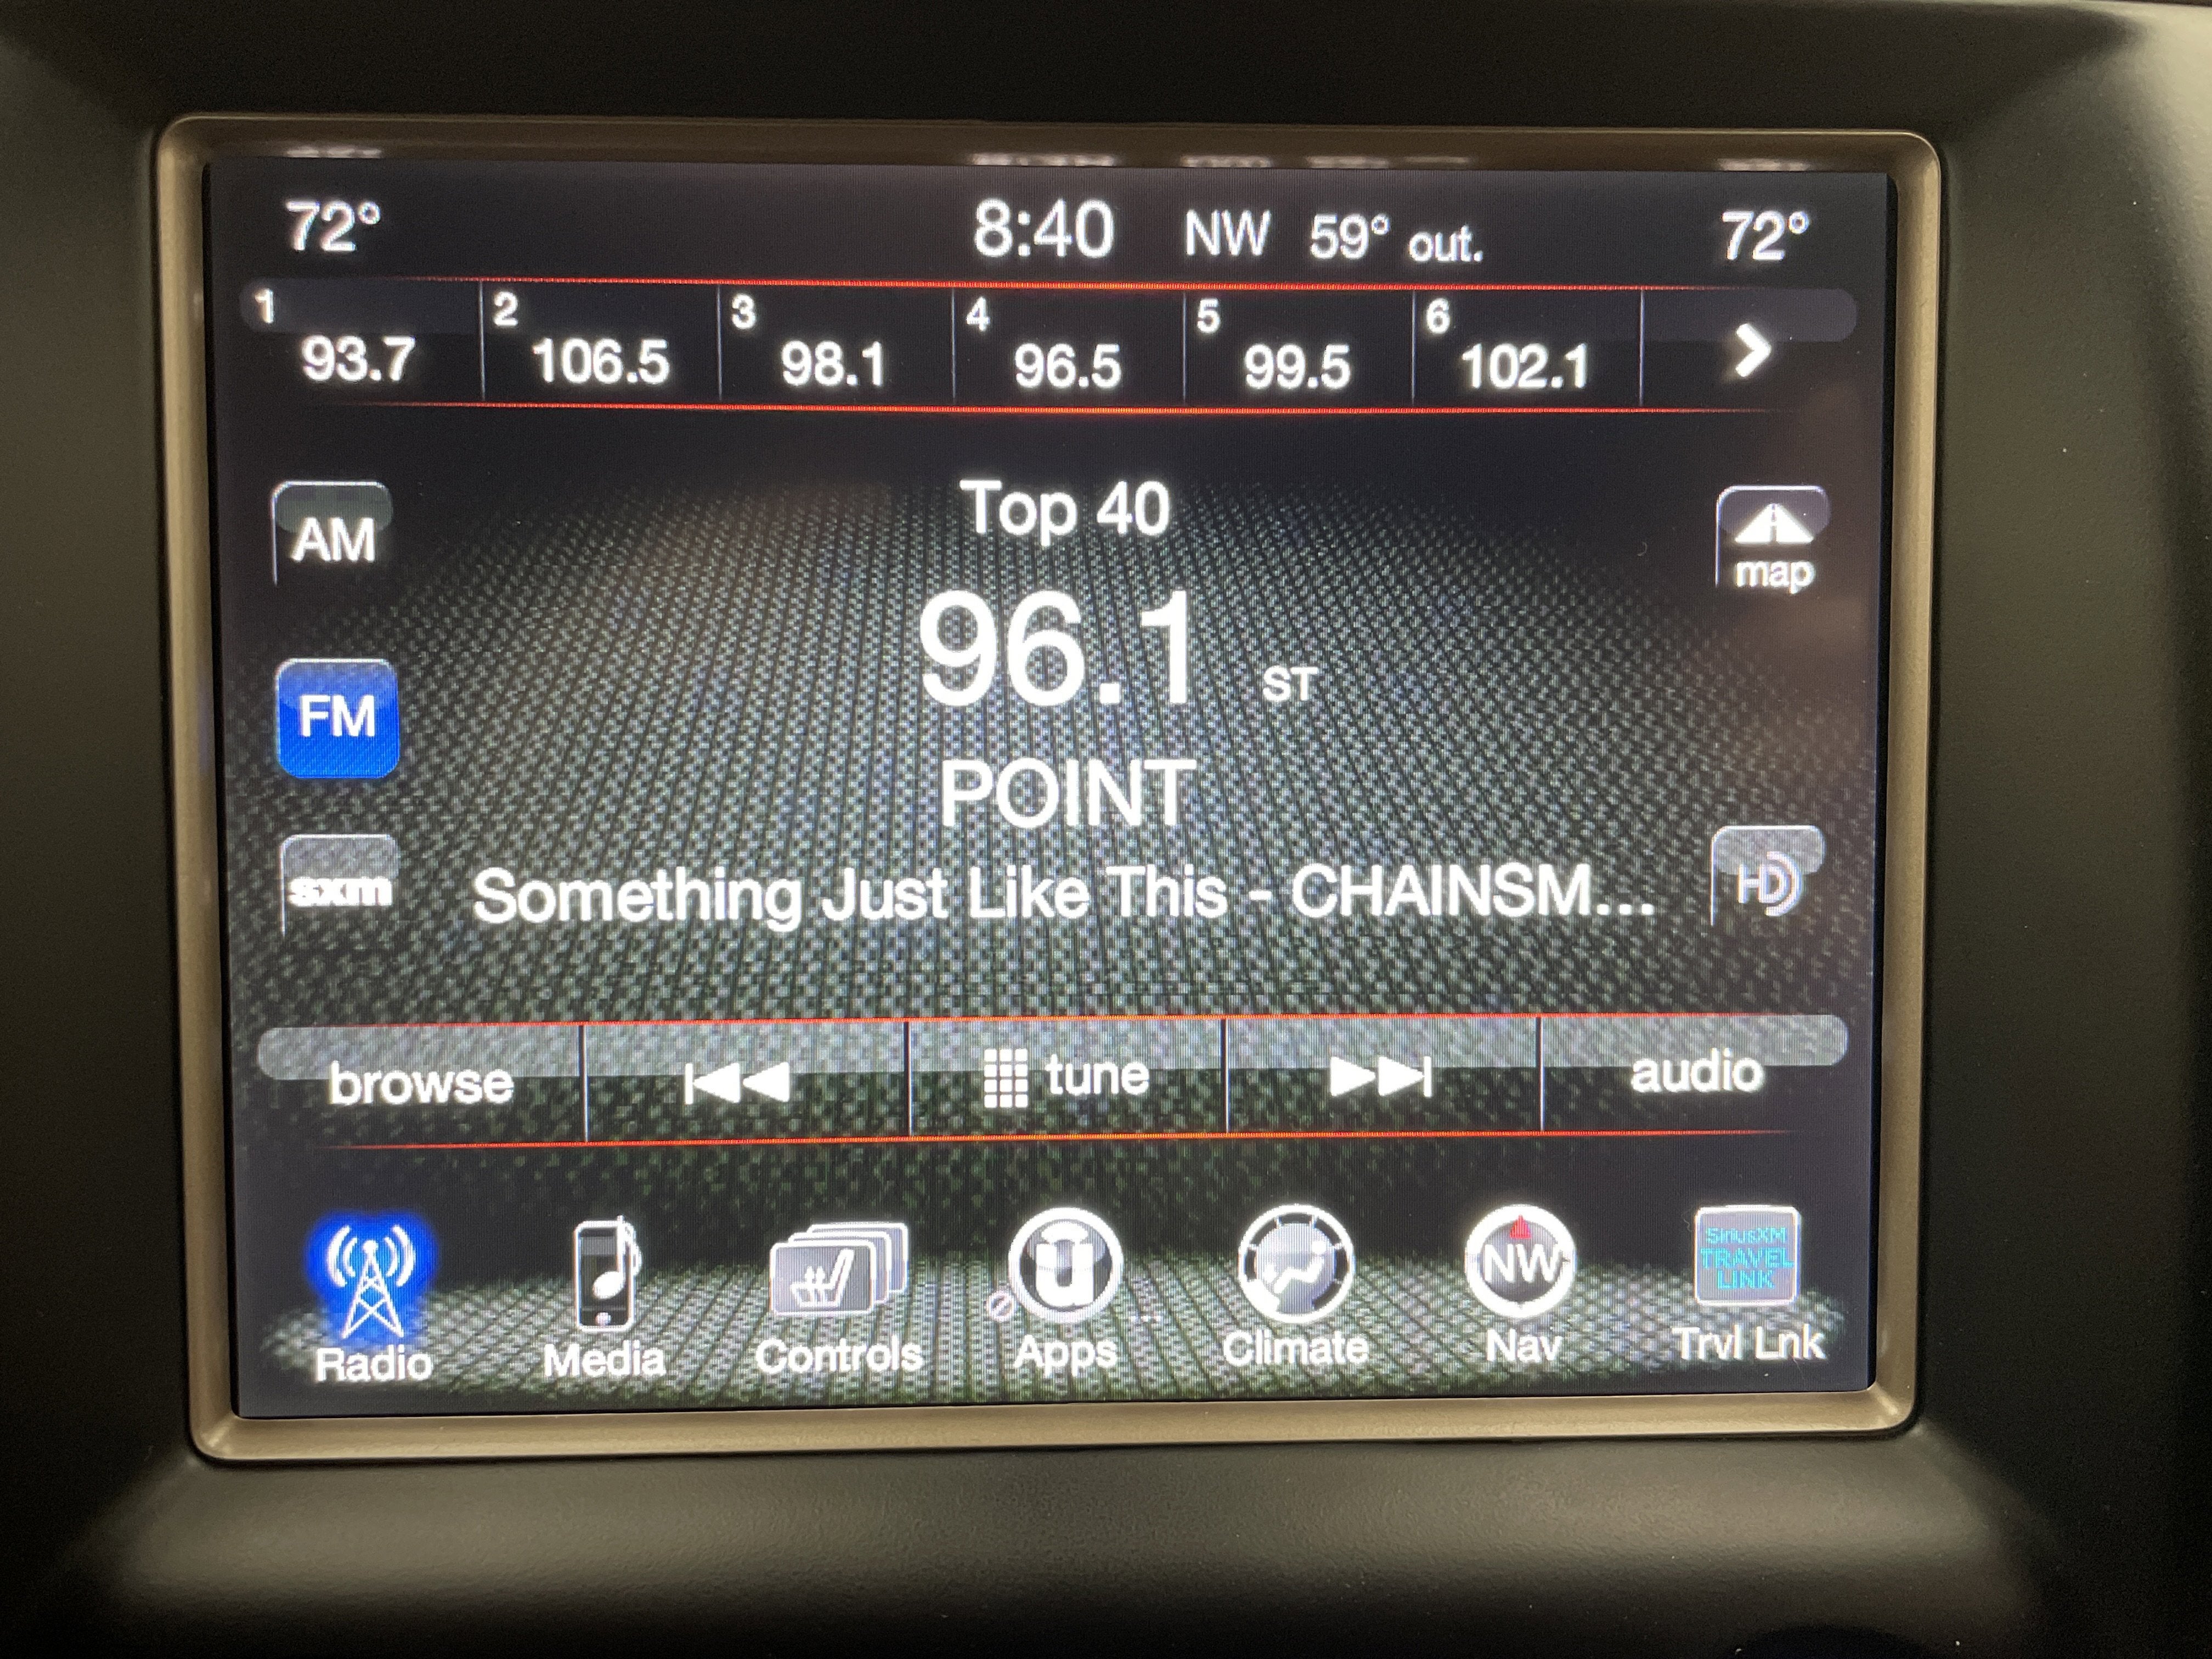 72° 8:40 NW 59° out. 72°
1 2 3 4 5 6
93.7 106.5 98.1 96.5 99.5 102.1
Top 40
AM
map
96.1 ST
FM
POINT
sxm
Something Just Like This - CHAINSM...
HD
browse tune audio
u
NW
SiriusXM
TRAVEL
LINK
Radio Media Controls Apps ... Climate Nav Trvl Lnk